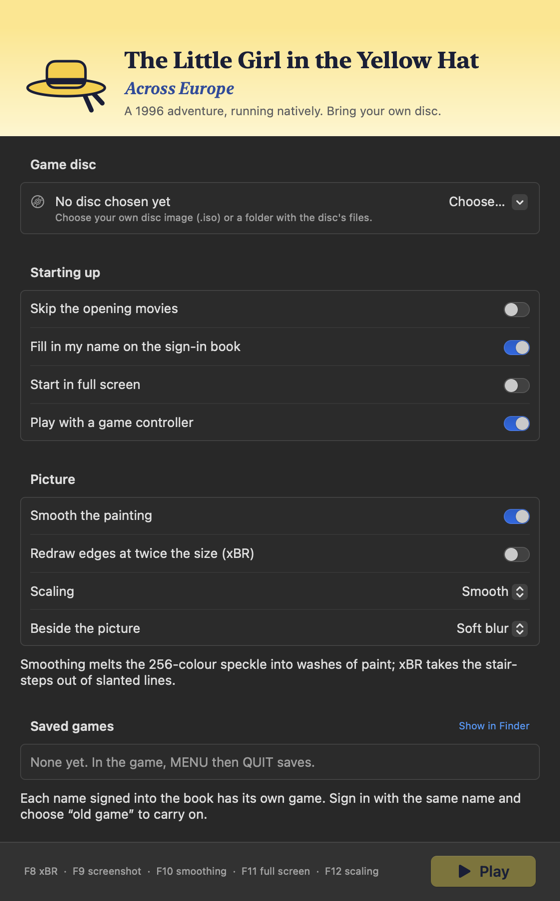 The Little Girl in the Yellow Hat
Across Europe
A 1996 adventure, running natively. Bring your own disc.
Game disc
No disc chosen yet
Choose...
Choose your own disc image (.iso) or a folder with the disc's files.
Starting up
Skip the opening movies
Fill in my name on the sign-in book
Start in full screen
Play with a game controller
Picture
Smooth the painting
Redraw edges at twice the size (xBR)
Scaling
Smooth
Beside the picture
Soft blur
Smoothing melts the 256-colour speckle into washes of paint; xBR takes the stair-
steps out of slanted lines.
Saved games
Show in Finder
None yet. In the game, MENU then QUIT saves.
Each name signed into the book has its own game. Sign in with the same name and
choose “old game” to carry on.
F8 xBR · F9 screenshot · F10 smoothing · F11 full screen · F12 scaling
Play